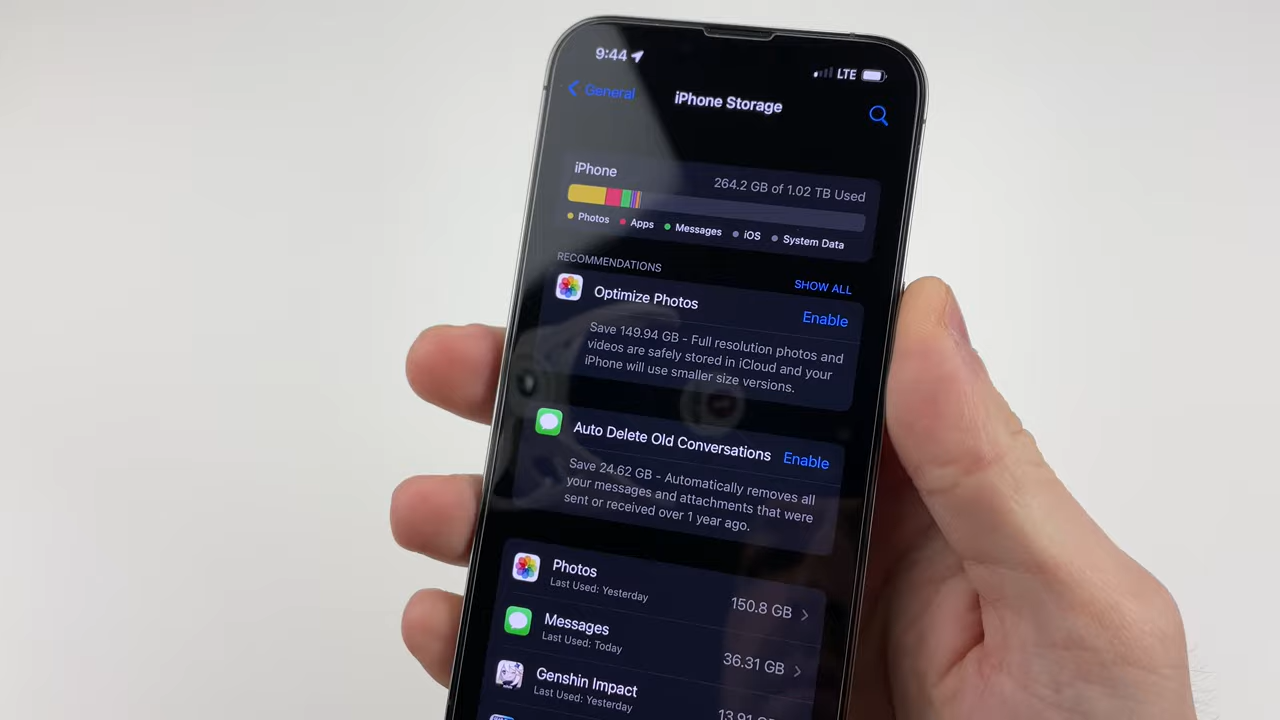 9:44
LTE
General
iPhone Storage
iPhone
264.2 GB of 1.02 TB Used
Photos
Apps
Messages
iOS
System Data
RECOMMENDATIONS
SHOW ALL
Optimize Photos
Enable
Save 149.94 GB - Full resolution photos and
videos are safely stored in iCloud and your
iPhone will use smaller size versions.
Auto Delete Old Conversations
Enable
Save 24.62 GB - Automatically removes all
your messages and attachments that were
sent or received over 1 year ago.
Photos
Last Used: Yesterday
150.8 GB
Messages
Last Used: Today
36.31 GB
Genshin Impact
Last Used: Yesterday
13.91 GB